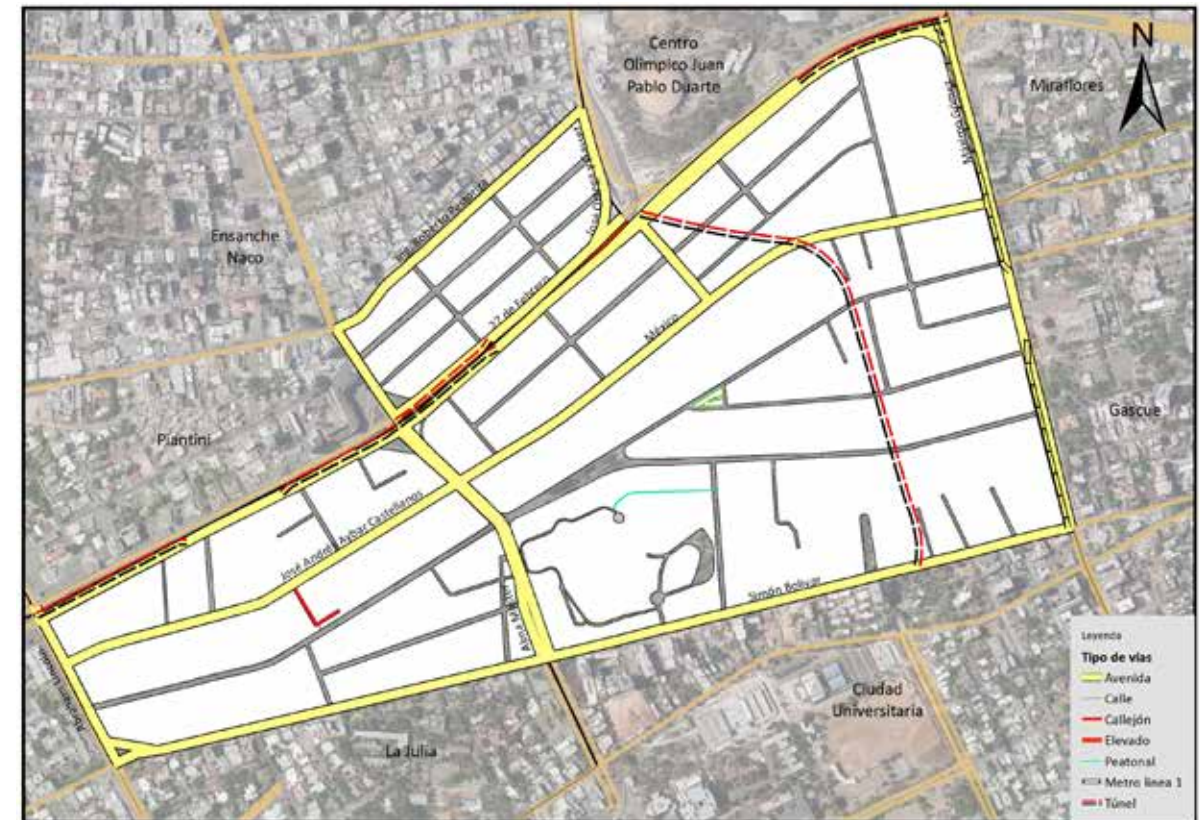 Centro
Olímpico Juan
Pablo Duarte
N
Miraflores
Ensanche
Naco
27 de Febrero
México
Piantini
Gascue
José Andrés Aybar Castellanos
Simón Bolívar
Ciudad
Universitaria
La Julia
Leyenda
Tipo de vías
Avenida
Calle
Callejón
Elevado
Peatonal
Metro línea 1
Túnel